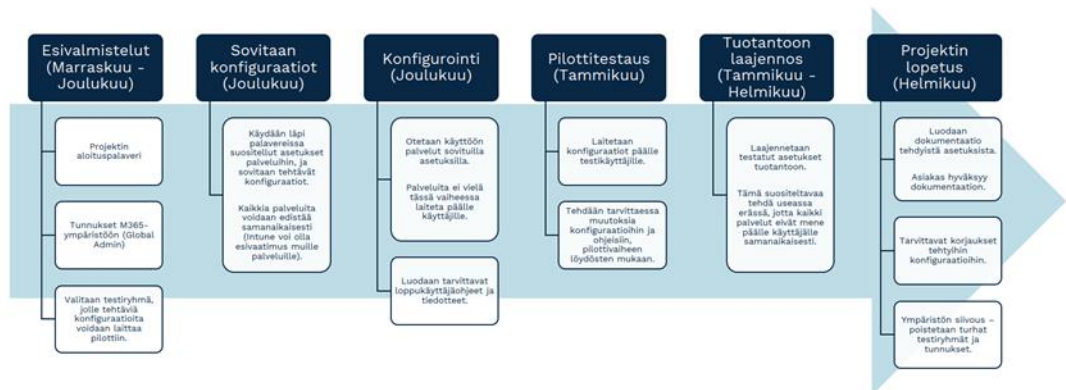 Esivalmistelut
(Marraskuu -
Joulukuu)
Projektin
aloituspalaveri
Tunnukset M365-
ympäristöön (Global
Admin)
Valitaan testiryhmä,
jolle tehtäviä
konfiguraatioita
voidaan laittaa
pilottiin.
Sovitaan
konfiguraatiot
(Joulukuu)
Käydään läpi
palavereissa
suositellut asetukset
palveluihin, ja
sovitaan tehtävät
konfiguraatiot.
Kaikkia palveluita
voidaan edistää
samanaikaisesti
(Intune voi olla
esivaatimus muille
palveluille).
Konfigurointi
(Joulukuu)
Otetaan käyttöön
palvelut sovituilla
asetuksilla.
Palveluita ei vielä
tässä vaiheessa
laiteta päälle
käyttäjille.
Luodaan tarvittavat
loppukäyttäjäohjeet ja
tiedotteet.
Pilottitestaus
(Tammikuu)
Laitetaan
konfiguraatiot päälle
testikäyttäjille.
Tehdään tarvittaessa
muutoksia
konfiguraatioihin ja
ohjeisiin,
pilottivaiheen
löydösten mukaan.
Tuotantoon
laajennos
(Tammikuu -
Helmikuu)
Laajennetaan
testatut asetukset
tuotantoon.
Tämä suositeltavaa
tehdä useassa
erässä, jotta kaikki
palvelut eivät mene
päälle käyttäjälle
samanaikaisesti.
Projektin
lopetus
(Helmikuu)
Luodaan
dokumentaatio
tehdyistä asetuksista.
Asiakas hyväksyy
dokumentaation.
Tarvittavat korjaukset
tehtyihin
konfiguraatioihin.
Ympäristön siivous –
poistetaan turhat
testiryhmät ja
tunnukset.